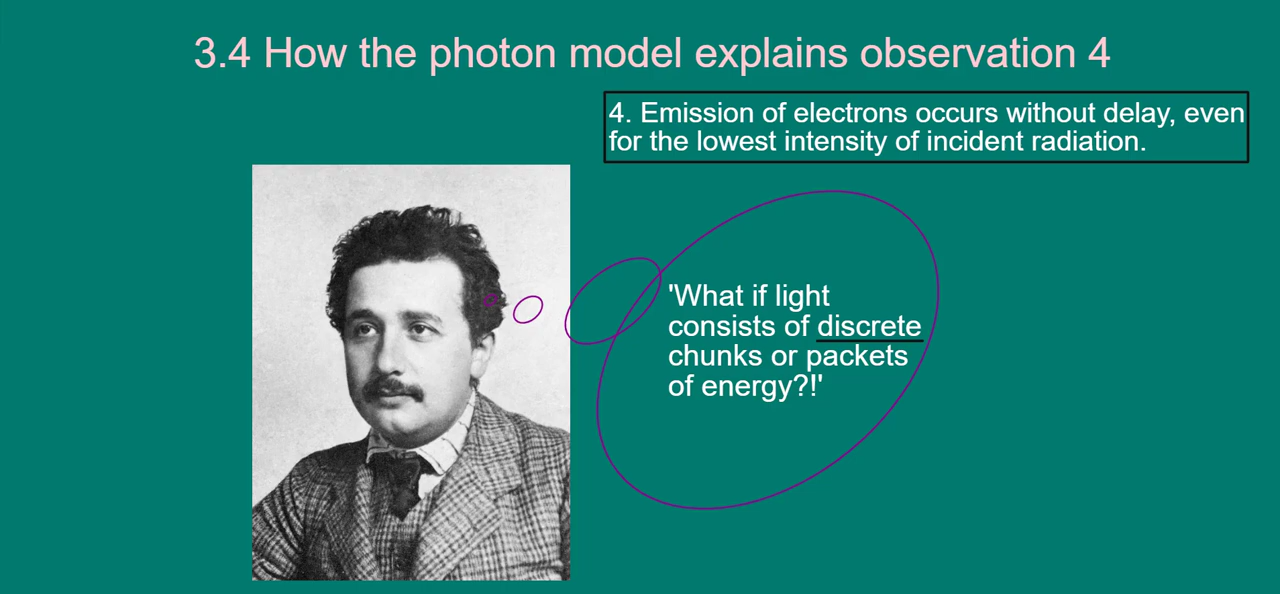 3.4 How the photon model explains observation 4
4. Emission of electrons occurs without delay, even
for the lowest intensity of incident radiation.
'What if light
consists of discrete
chunks or packets
of energy?!'